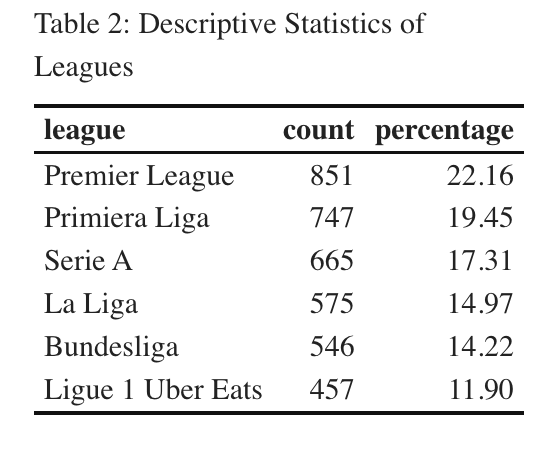 Table 2: Descriptive Statistics of
Leagues
league count percentage
Premier League 851 22.16
Primiera Liga 747 19.45
Serie A 665 17.31
La Liga 575 14.97
Bundesliga 546 14.22
Ligue 1 Uber Eats 457 11.90